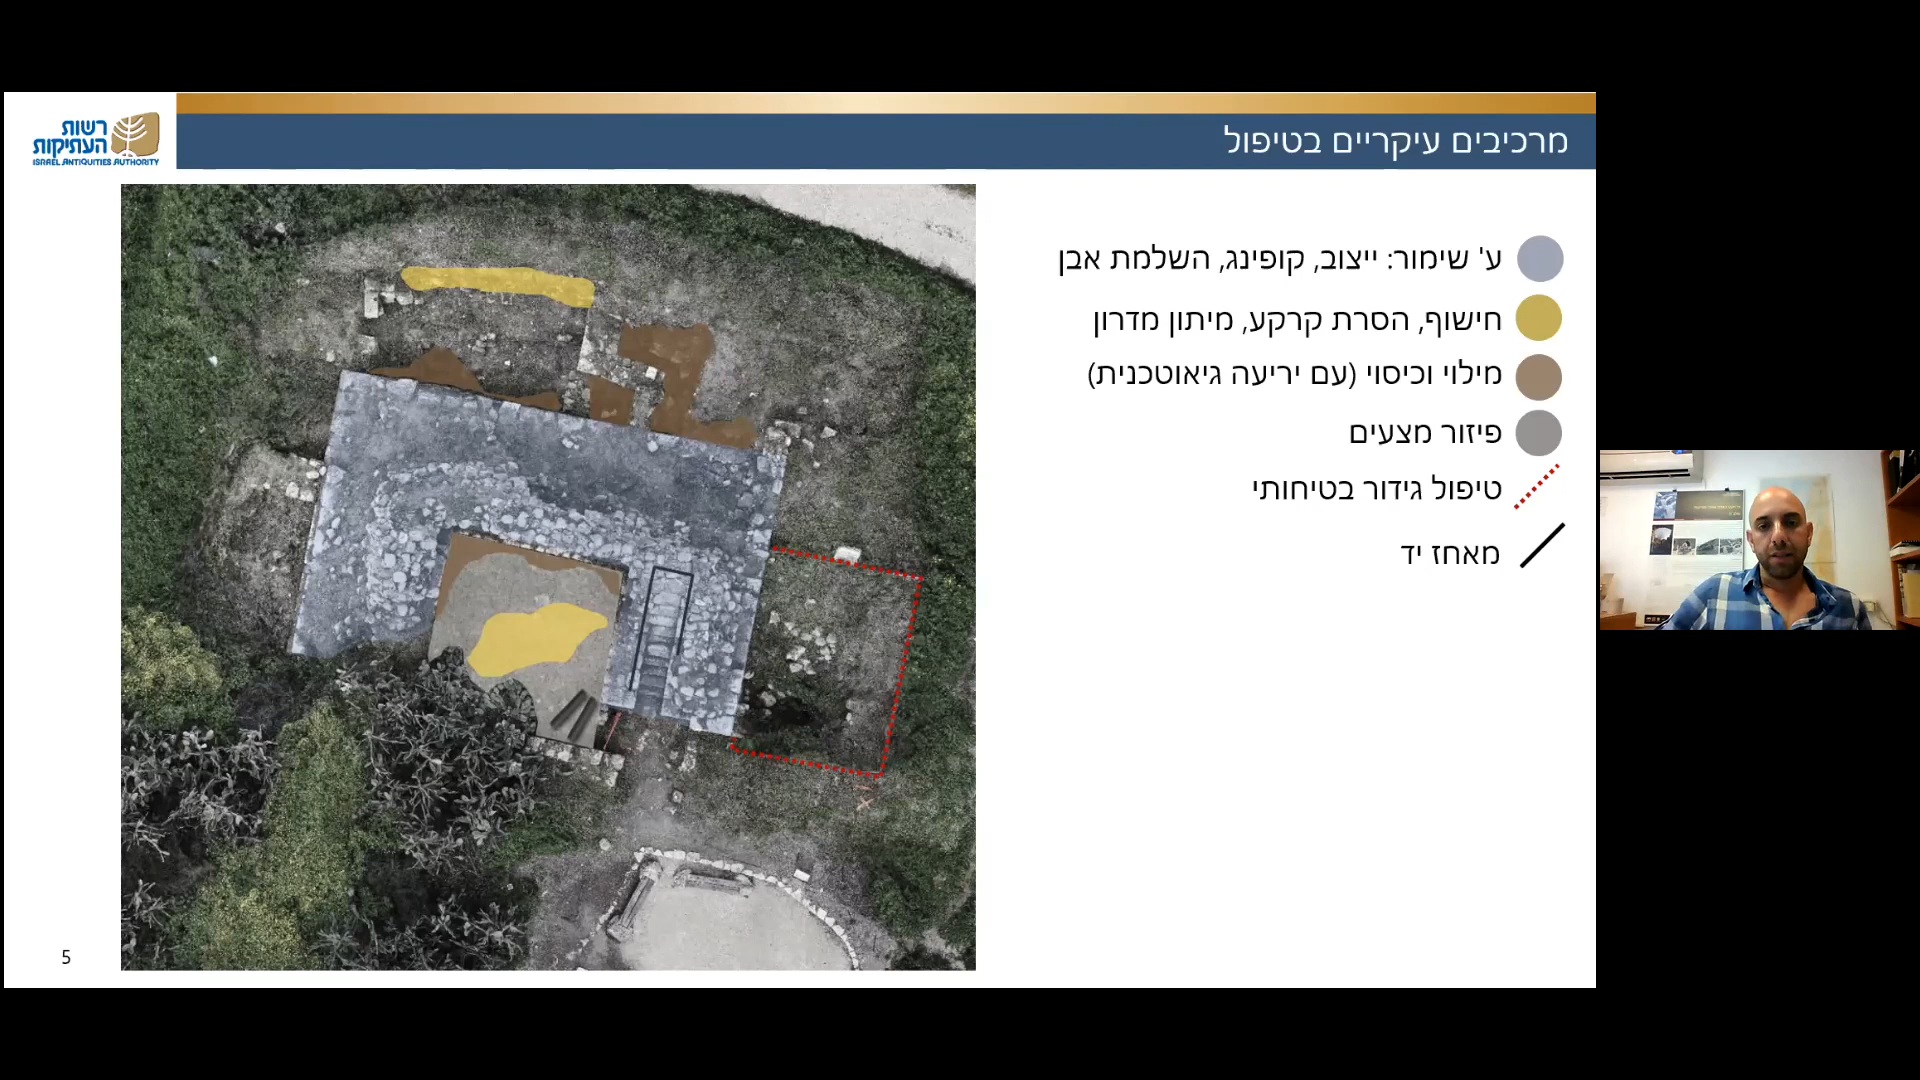 רשות
העתיקות
ISRAEL ANTIQUITIES AUTHORITY
מרכיבים עיקריים בטיפול
ע' שימור: ייצוב, קופינג, השלמת אבן
חישוף, הסרת קרקע, מיתון מדרון
מילוי וכיסוי (עם יריעה גיאוטכנית)
פיזור מצעים
טיפול גידור בטיחותי
מאחז יד
5